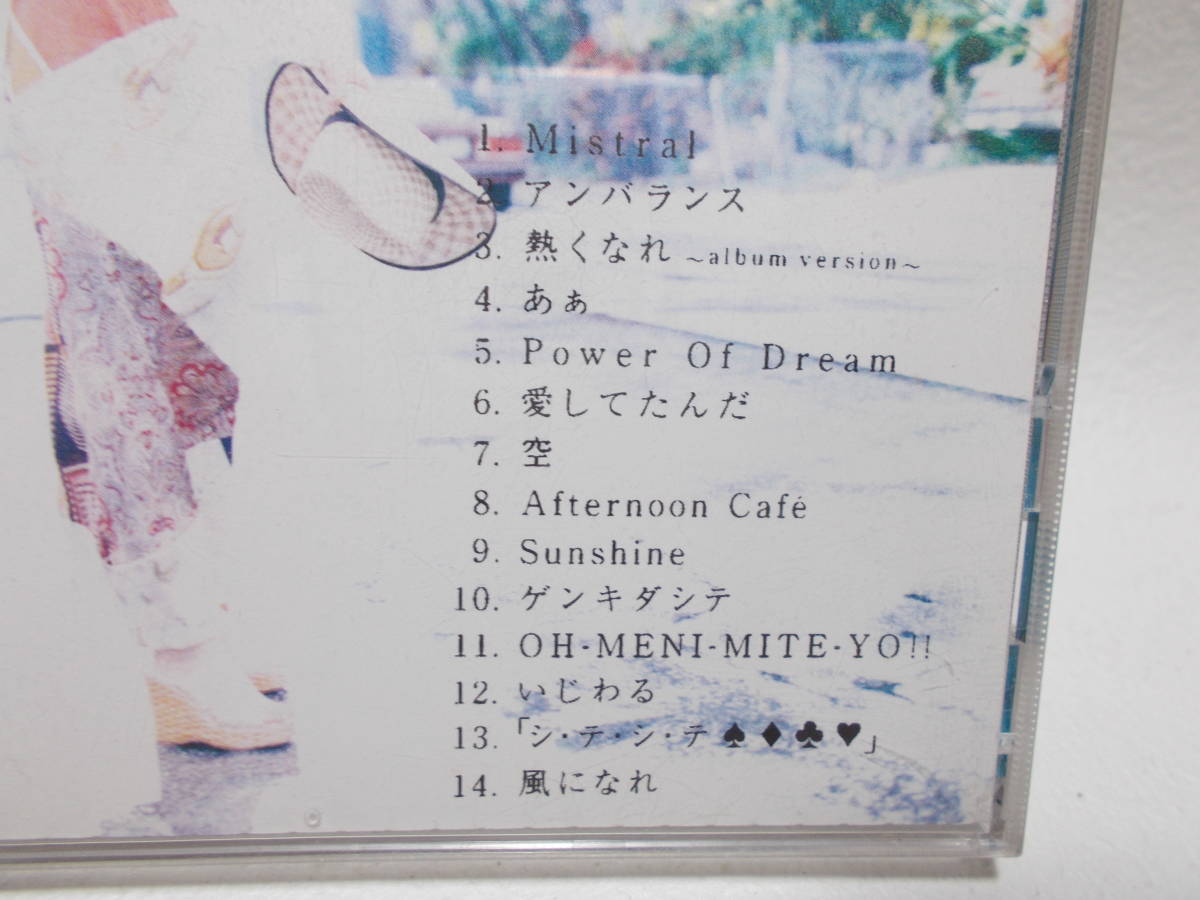 1. Mistral
2. アンバランス
3. 熱くなれ ~album version~
4. あぁ
5. Power Of Dream
6. 愛してたんだ
7. 空
8. Afternoon Café
9. Sunshine
10. ゲンキダシテ
11. OH-MENI-MITE-YO!!
12. いじわる
13. 「シ・テ・シ・テ ♠♦♣♥」
14. 風になれ